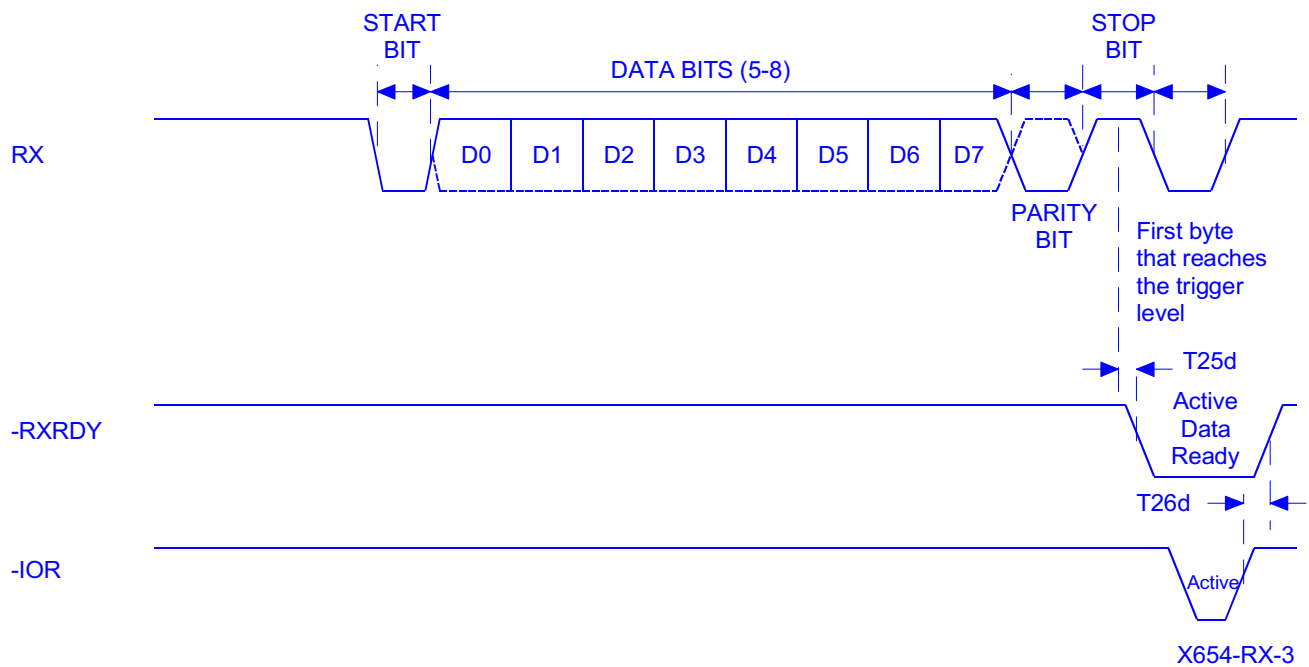 START
BIT
DATA BITS (5-8)
STOP
BIT
RX
D0 D1 D2 D3 D4 D5 D6 D7
PARITY
BIT
First byte
that reaches
the trigger
level
T25d
-RXRDY
Active
Data
Ready
T26d
-IOR
Active
X654-RX-3